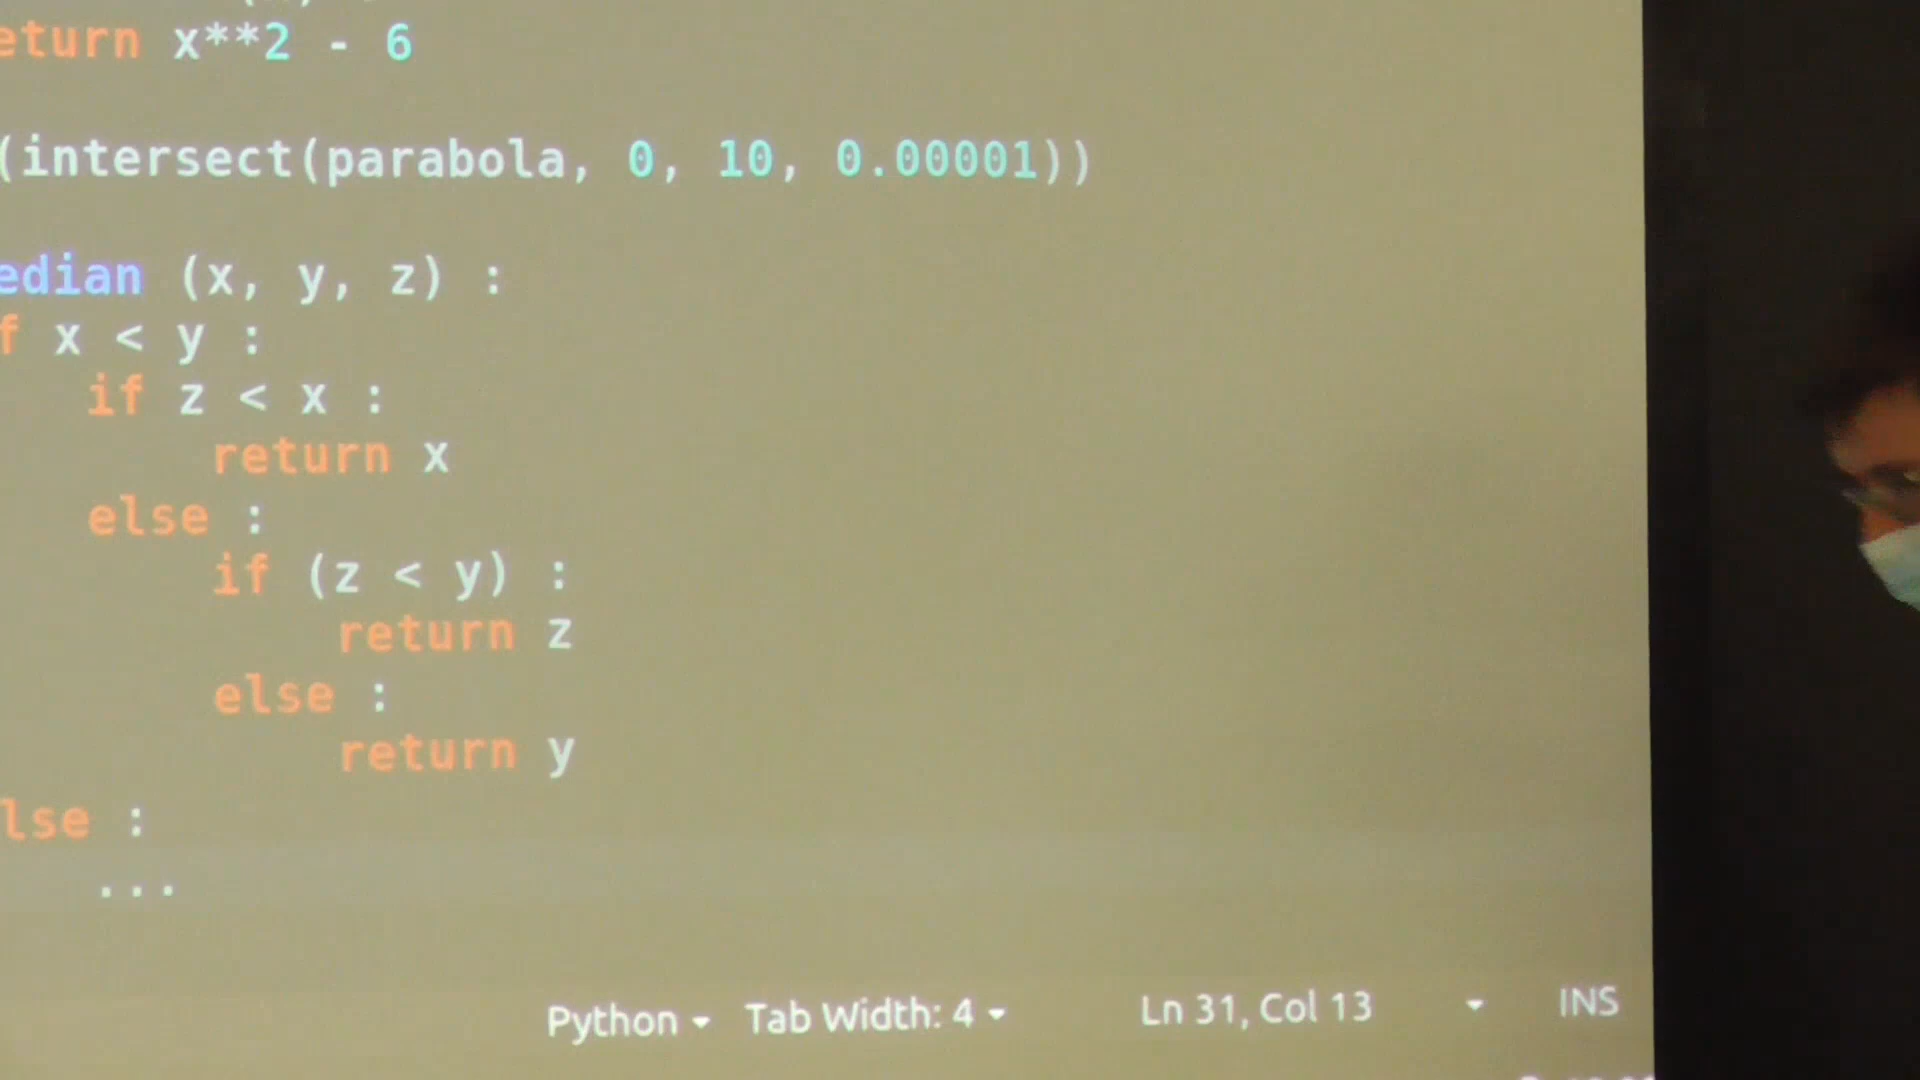 eturn x**2 - 6
(intersect(parabola, 0, 10, 0.00001))
edian (x, y, z) :
f x < y :
if z < x :
return x
else :
if (z < y) :
return z
else :
return y
lse :
...
Python Tab Width: 4 Ln 31, Col 13 INS